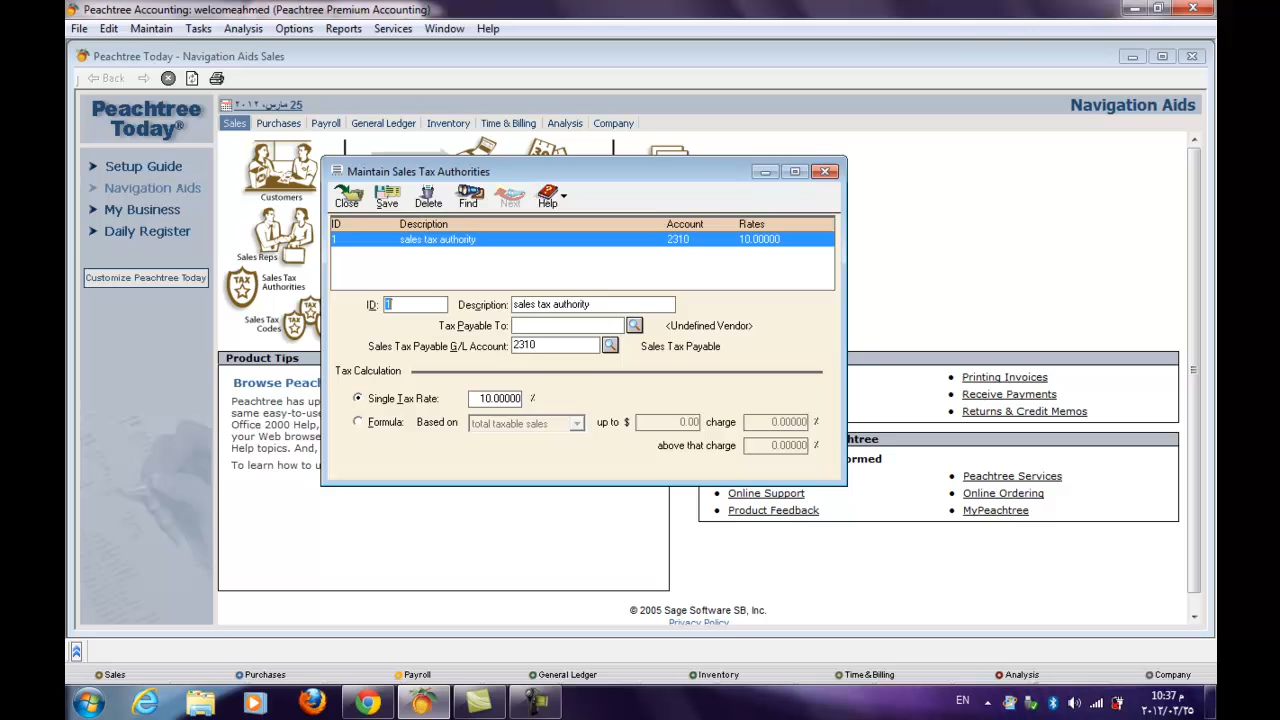 Peachtree Accounting: welcomeahmed (Peachtree Premium Accounting)
File Edit Maintain Tasks Analysis Options Reports Services Window Help
Peachtree Today - Navigation Aids Sales
Back
Peachtree Today®
25 مارس، ٢٠١٢
Navigation Aids
Sales Purchases Payroll General Ledger Inventory Time & Billing Analysis Company
Setup Guide
Navigation Aids
My Business
Daily Register
Customize Peachtree Today
Customers
Sales Reps
Sales Tax Authorities
Sales Tax Codes
Maintain Sales Tax Authorities
Close Save Delete Find Next Help
ID Description Account Rates
1 sales tax authority 2310 10.00000
ID: 1 Description: sales tax authority
Tax Payable To: <Undefined Vendor>
Sales Tax Payable G/L Account: 2310 Sales Tax Payable
Tax Calculation
Single Tax Rate: 10.00000 %
Formula: Based on total taxable sales up to $ 0.00 charge 0.00000 %
above that charge 0.00000 %
Product Tips
Browse Peac
Peachtree has up
same easy-to-use
Office 2000 Help,
your Web browse
Help topics. And,
To learn how to u
Printing Invoices
Receive Payments
Returns & Credit Memos
htree
ormed
Peachtree Services
Online Support
Online Ordering
Product Feedback
MyPeachtree
© 2005 Sage Software SB, Inc.
Privacy Policy
Sales Purchases Payroll General Ledger Inventory Time & Billing Analysis Company
EN
10:37 م
٢٠١٢/٠٣/٢٥